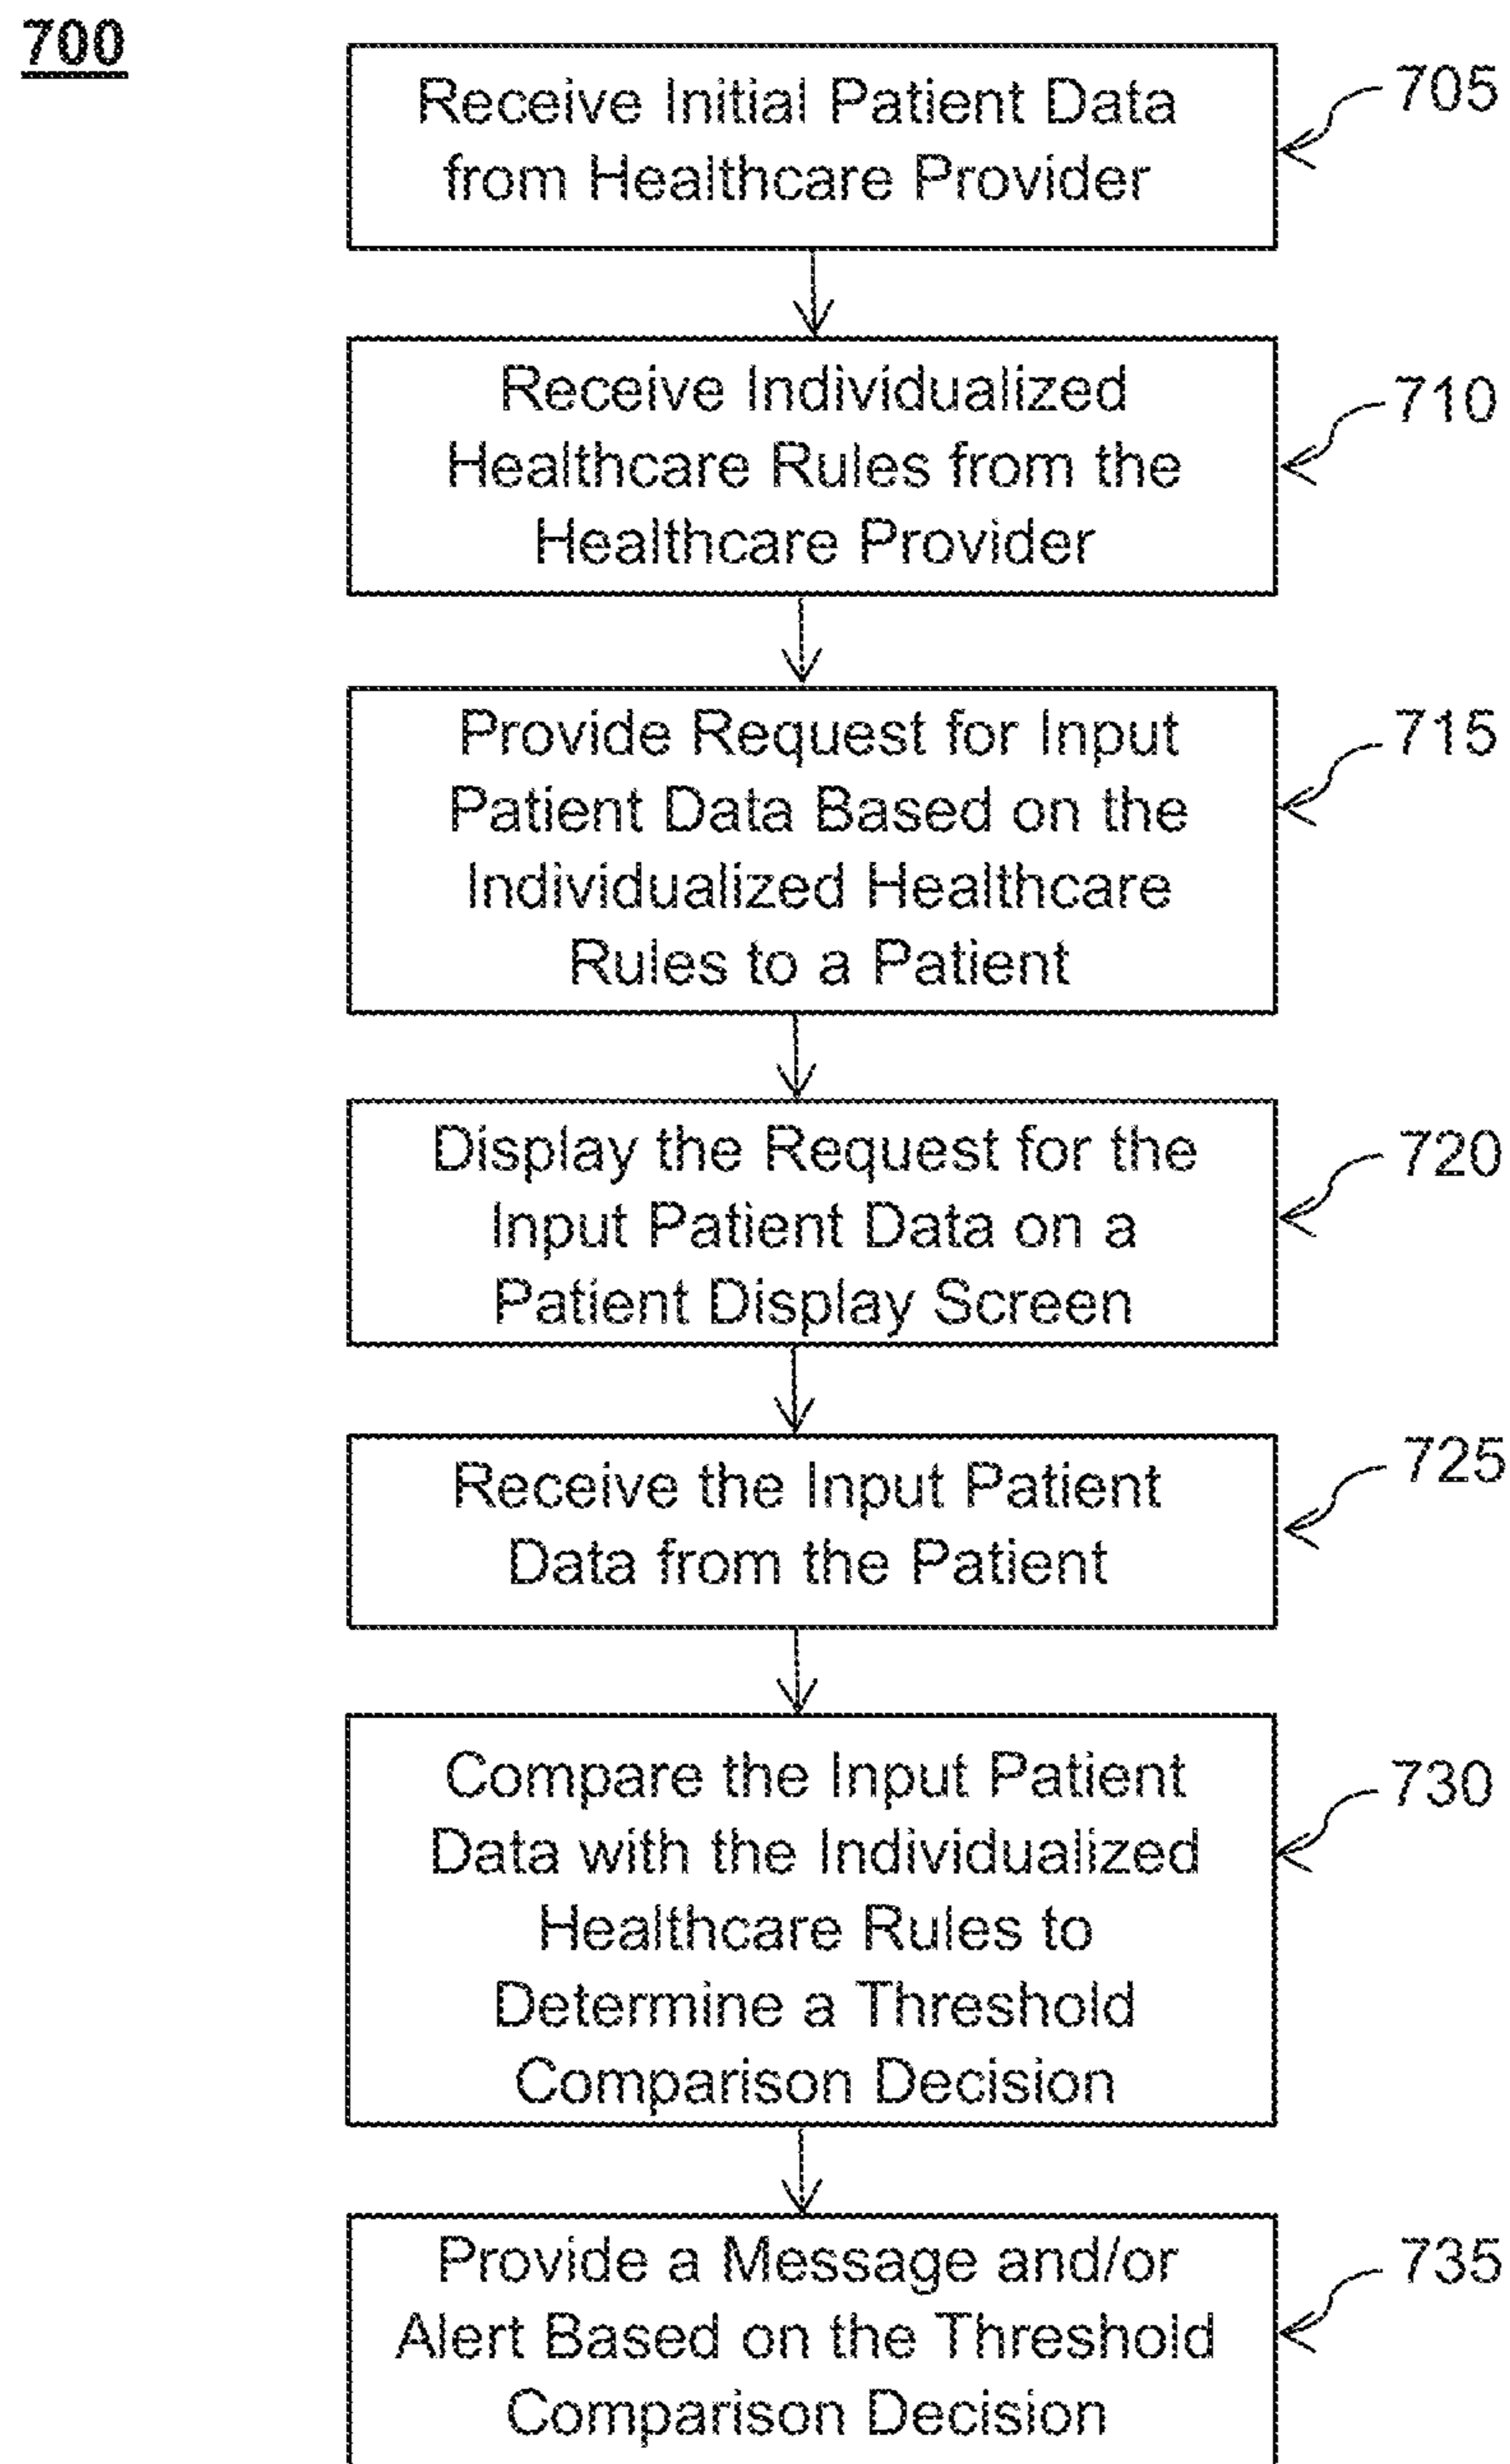 700
Receive Initial Patient Data
from Healthcare Provider
705
Receive Individualized
Healthcare Rules from the
Healthcare Provider
710
Provide Request for Input
Patient Data Based on the
Individualized Healthcare
Rules to a Patient
715
Display the Request for the
Input Patient Data on a
Patient Display Screen
720
Receive the Input Patient
Data from the Patient
725
Compare the Input Patient
Data with the Individualized
Healthcare Rules to
Determine a Threshold
Comparison Decision
730
Provide a Message and/or
Alert Based on the Threshold
Comparison Decision
735